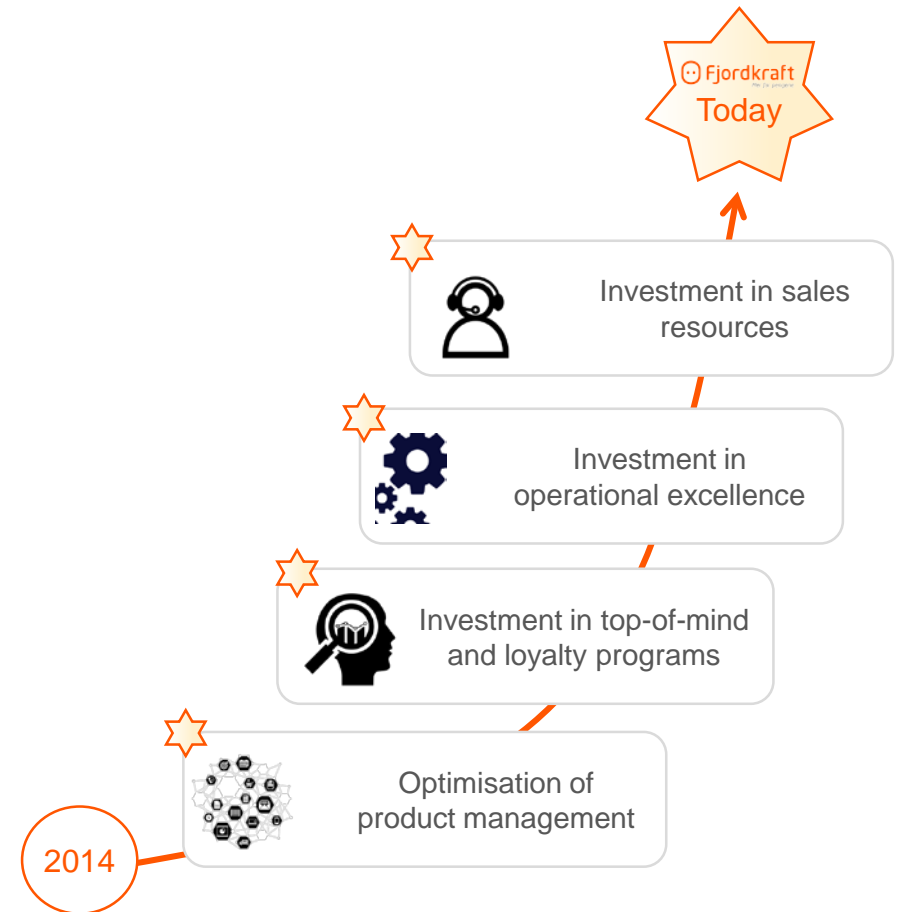 Fjordkraft
Today
Investment in sales
resources
Investment in
operational excellence
Investment in top-of-mind
and loyalty programs
Optimisation of
product management
2014